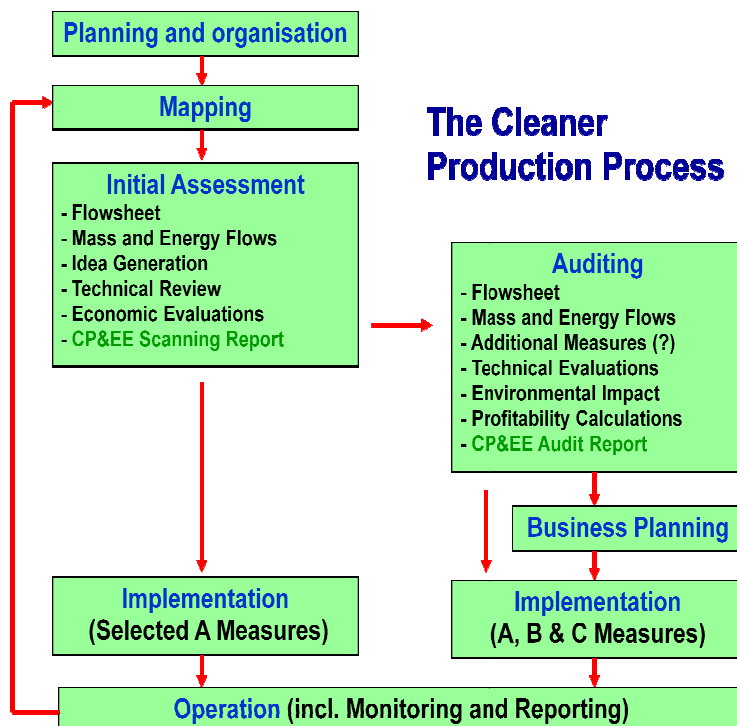 Planning and organisation
Mapping
The Cleaner
Production Process
Initial Assessment
- Flowsheet
- Mass and Energy Flows
- Idea Generation
- Technical Review
- Economic Evaluations
- CP&EE Scanning Report
Auditing
- Flowsheet
- Mass and Energy Flows
- Additional Measures (?)
- Technical Evaluations
- Environmental Impact
- Profitability Calculations
- CP&EE Audit Report
Business Planning
Implementation
(Selected A Measures)
Implementation
(A, B & C Measures)
Operation (incl. Monitoring and Reporting)